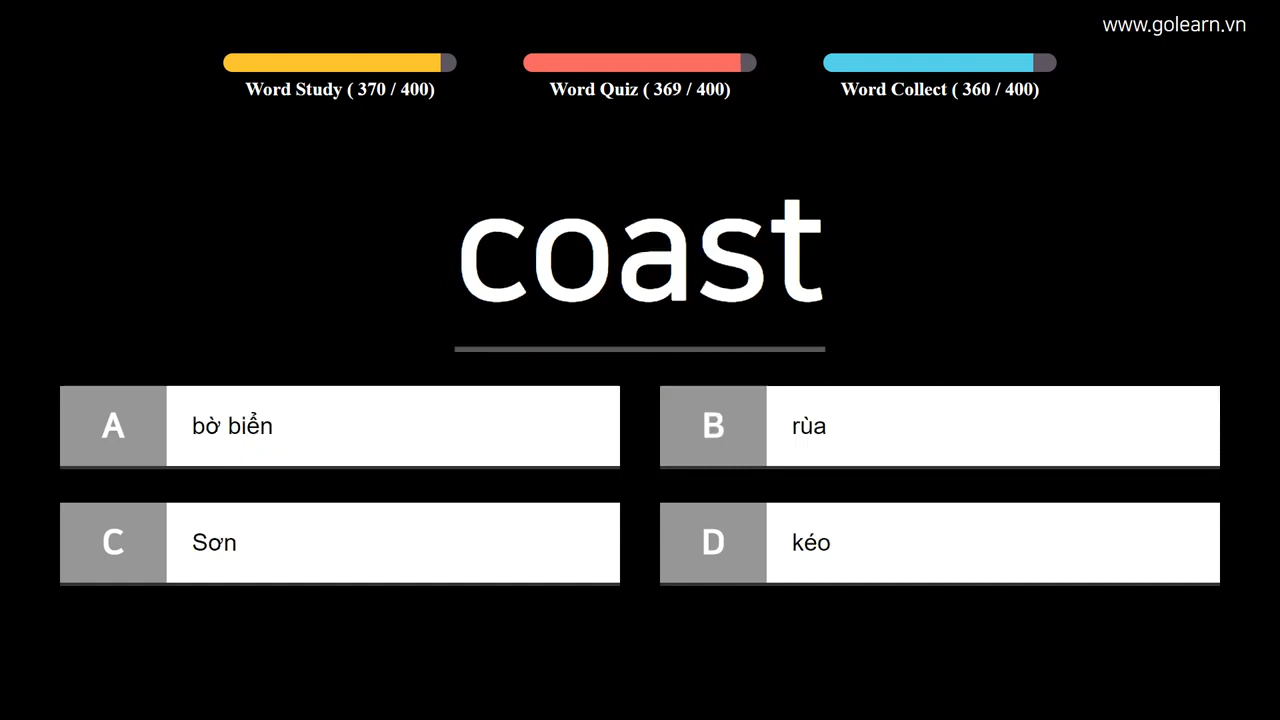 www.golearn.vn
Word Study ( 370 / 400)
Word Quiz ( 369 / 400)
Word Collect ( 360 / 400)
coast
A bờ biển
B rùa
C Sơn
D kéo